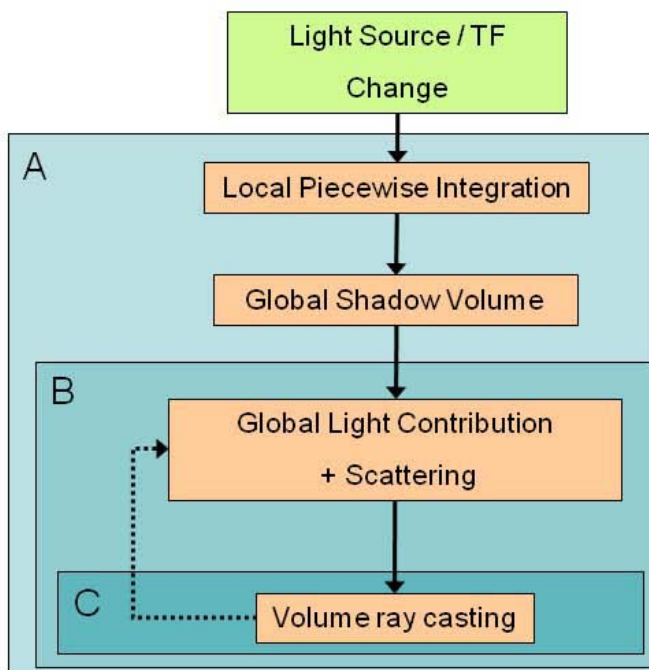 Light Source / TF
Change
A
Local Piecewise Integration
Global Shadow Volume
B
Global Light Contribution
+ Scattering
C
Volume ray casting